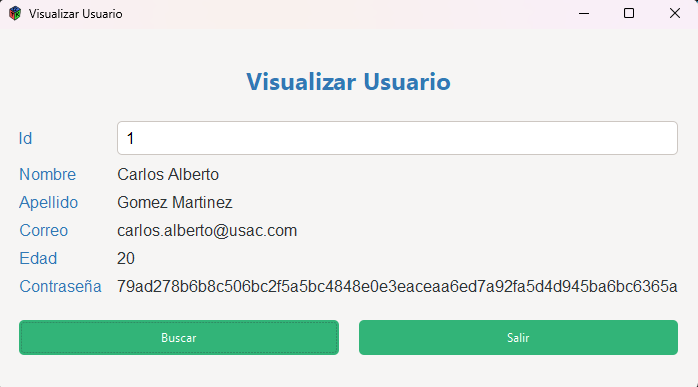 Visualizar Usuario
Visualizar Usuario
Id 1
Nombre Carlos Alberto
Apellido Gomez Martinez
Correo carlos.alberto@usac.com
Edad 20
Contraseña 79ad278b6b8c506bc2f5a5bc4848e0e3eaceaa6ed7a92fa5d4d945ba6bc6365a
Buscar Salir